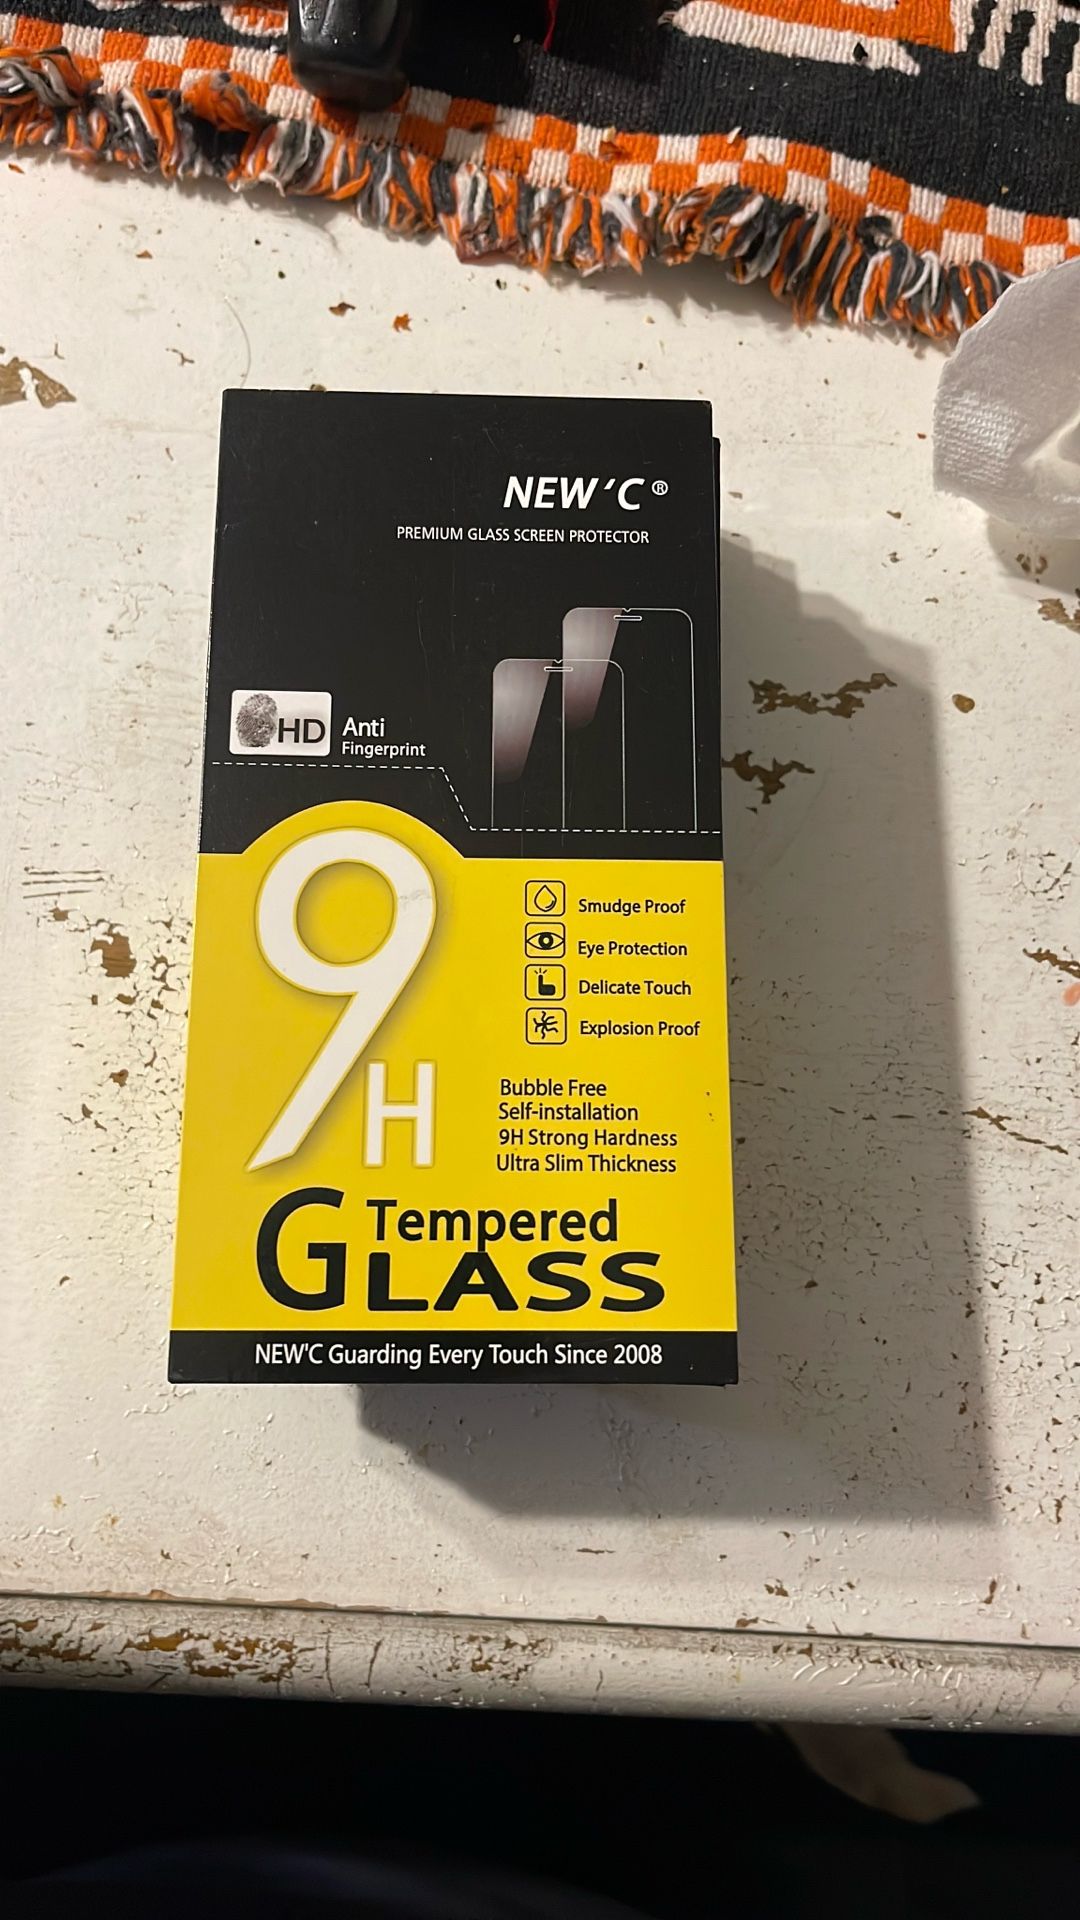 NEW'C®
PREMIUM GLASS SCREEN PROTECTOR
HD Anti
Fingerprint
9H
Smudge Proof
Eye Protection
Delicate Touch
Explosion Proof
Bubble Free
Self-installation
9H Strong Hardness
Ultra Slim Thickness
Tempered
GLASS
NEW'C Guarding Every Touch Since 2008